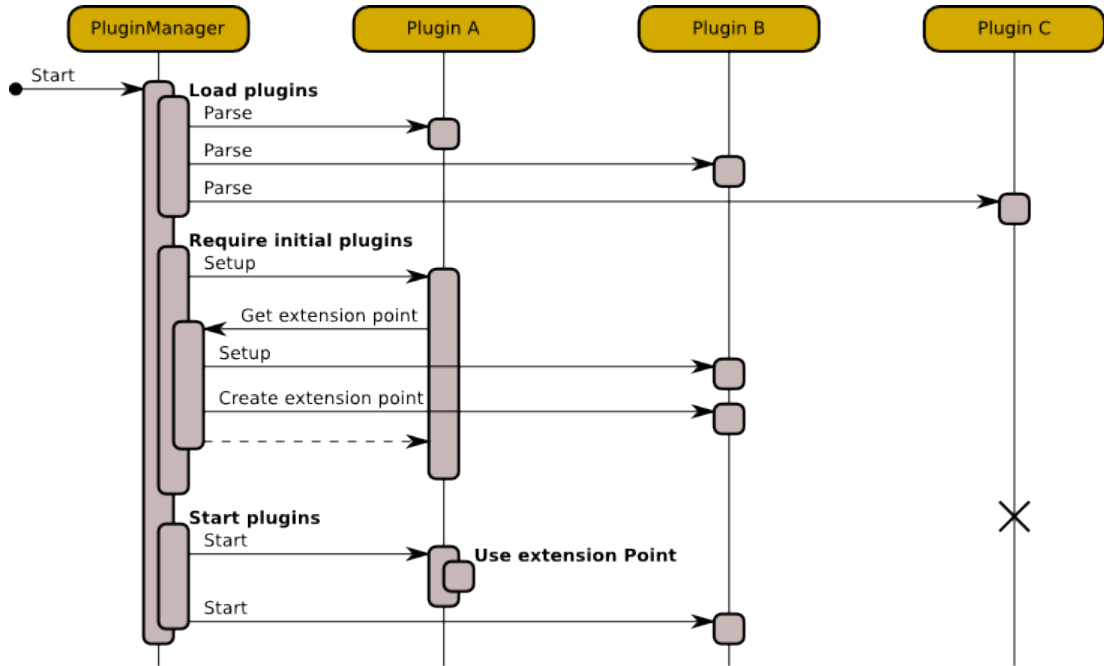 PluginManager
Plugin A
Plugin B
Plugin C
Start
Load plugins
Parse
Parse
Parse
Require initial plugins
Setup
Get extension point
Setup
Create extension point
Start plugins
Start
Use extension Point
Start